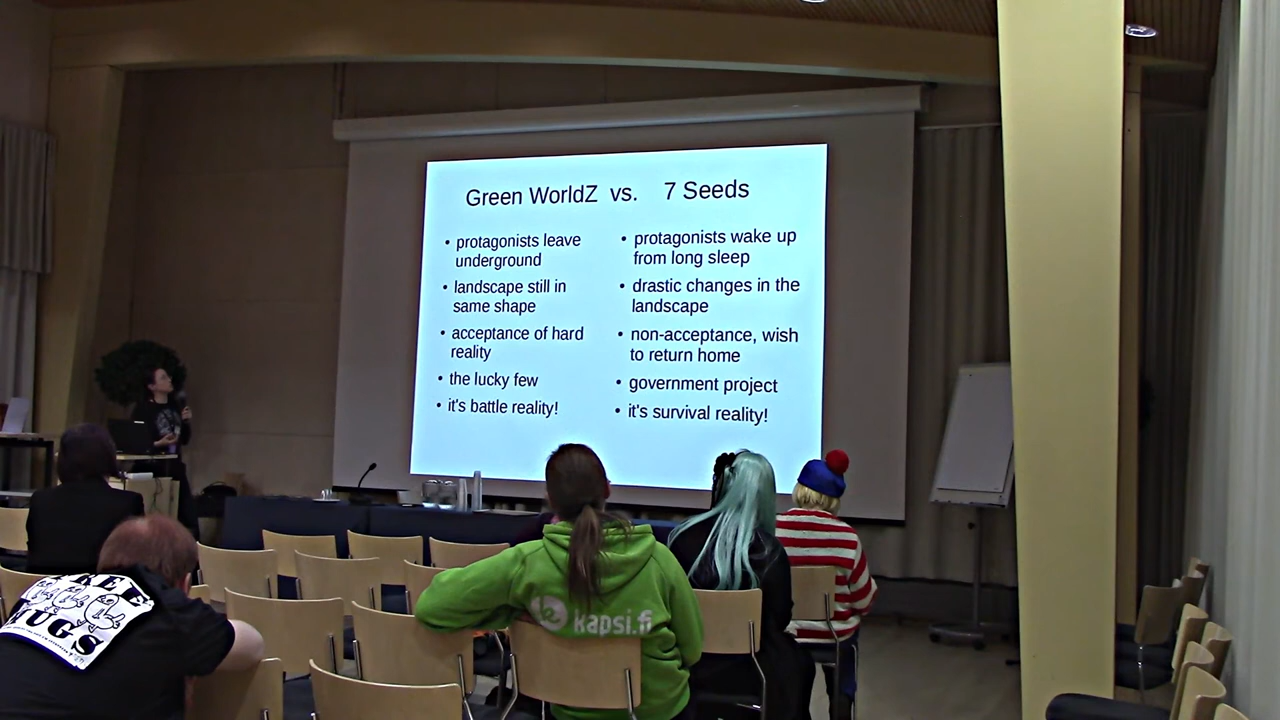 Green WorldZ vs. 7 Seeds
• protagonists leave
underground
• landscape still in
same shape
• acceptance of hard
reality
• the lucky few
• it's battle reality!
• protagonists wake up
from long sleep
• drastic changes in the
landscape
• non-acceptance, wish
to return home
• government project
• it's survival reality!
kapsi.fi